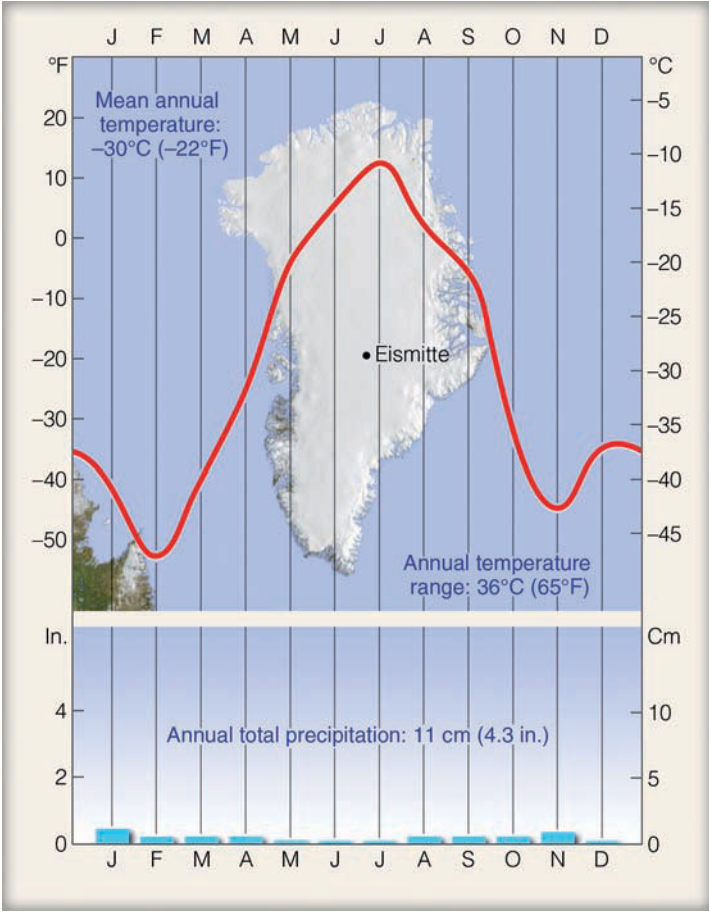 J F M A M J J A S O N D
°F
°C
Mean annual
temperature:
–30°C (–22°F)
20
10
0
–10
–20
–30
–40
–50
–5
–10
–15
–20
–25
–30
–35
–40
–45
Eismitte
Annual temperature
range: 36°C (65°F)
In.
Cm
Annual total precipitation: 11 cm (4.3 in.)
4
2
0
10
5
0
J F M A M J J A S O N D